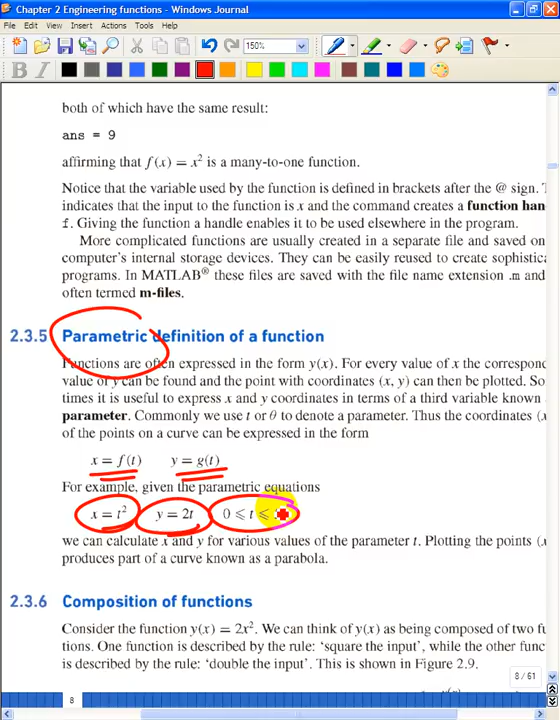 Chapter 2 Engineering functions - Windows Journal
File Edit View Insert Actions Tools Help
150%
B I
both of which have the same result:
ans = 9
affirming that f(x) = x² is a many-to-one function.
Notice that the variable used by the function is defined in brackets after the @ sign. T
indicates that the input to the function is x and the command creates a function han
f. Giving the function a handle enables it to be used elsewhere in the program.
More complicated functions are usually created in a separate file and saved on
computer's internal storage devices. They can be easily reused to create sophistica
programs. In MATLAB® these files are saved with the file name extension .m and
often termed m-files.
2.3.5 Parametric definition of a function
Functions are often expressed in the form y(x). For every value of x the correspon
value of y can be found and the point with coordinates (x, y) can then be plotted. So
times it is useful to express x and y coordinates in terms of a third variable known
parameter. Commonly we use t or θ to denote a parameter. Thus the coordinates (x
of the points on a curve can be expressed in the form
x = f(t) y = g(t)
For example, given the parametric equations
x = t² y = 2t 0 ⩽ t ⩽
we can calculate x and y for various values of the parameter t. Plotting the points (x
produces part of a curve known as a parabola.
2.3.6 Composition of functions
Consider the function y(x) = 2x². We can think of y(x) as being composed of two fu
tions. One function is described by the rule: 'square the input', while the other func
is described by the rule: 'double the input'. This is shown in Figure 2.9.
8 / 61
8